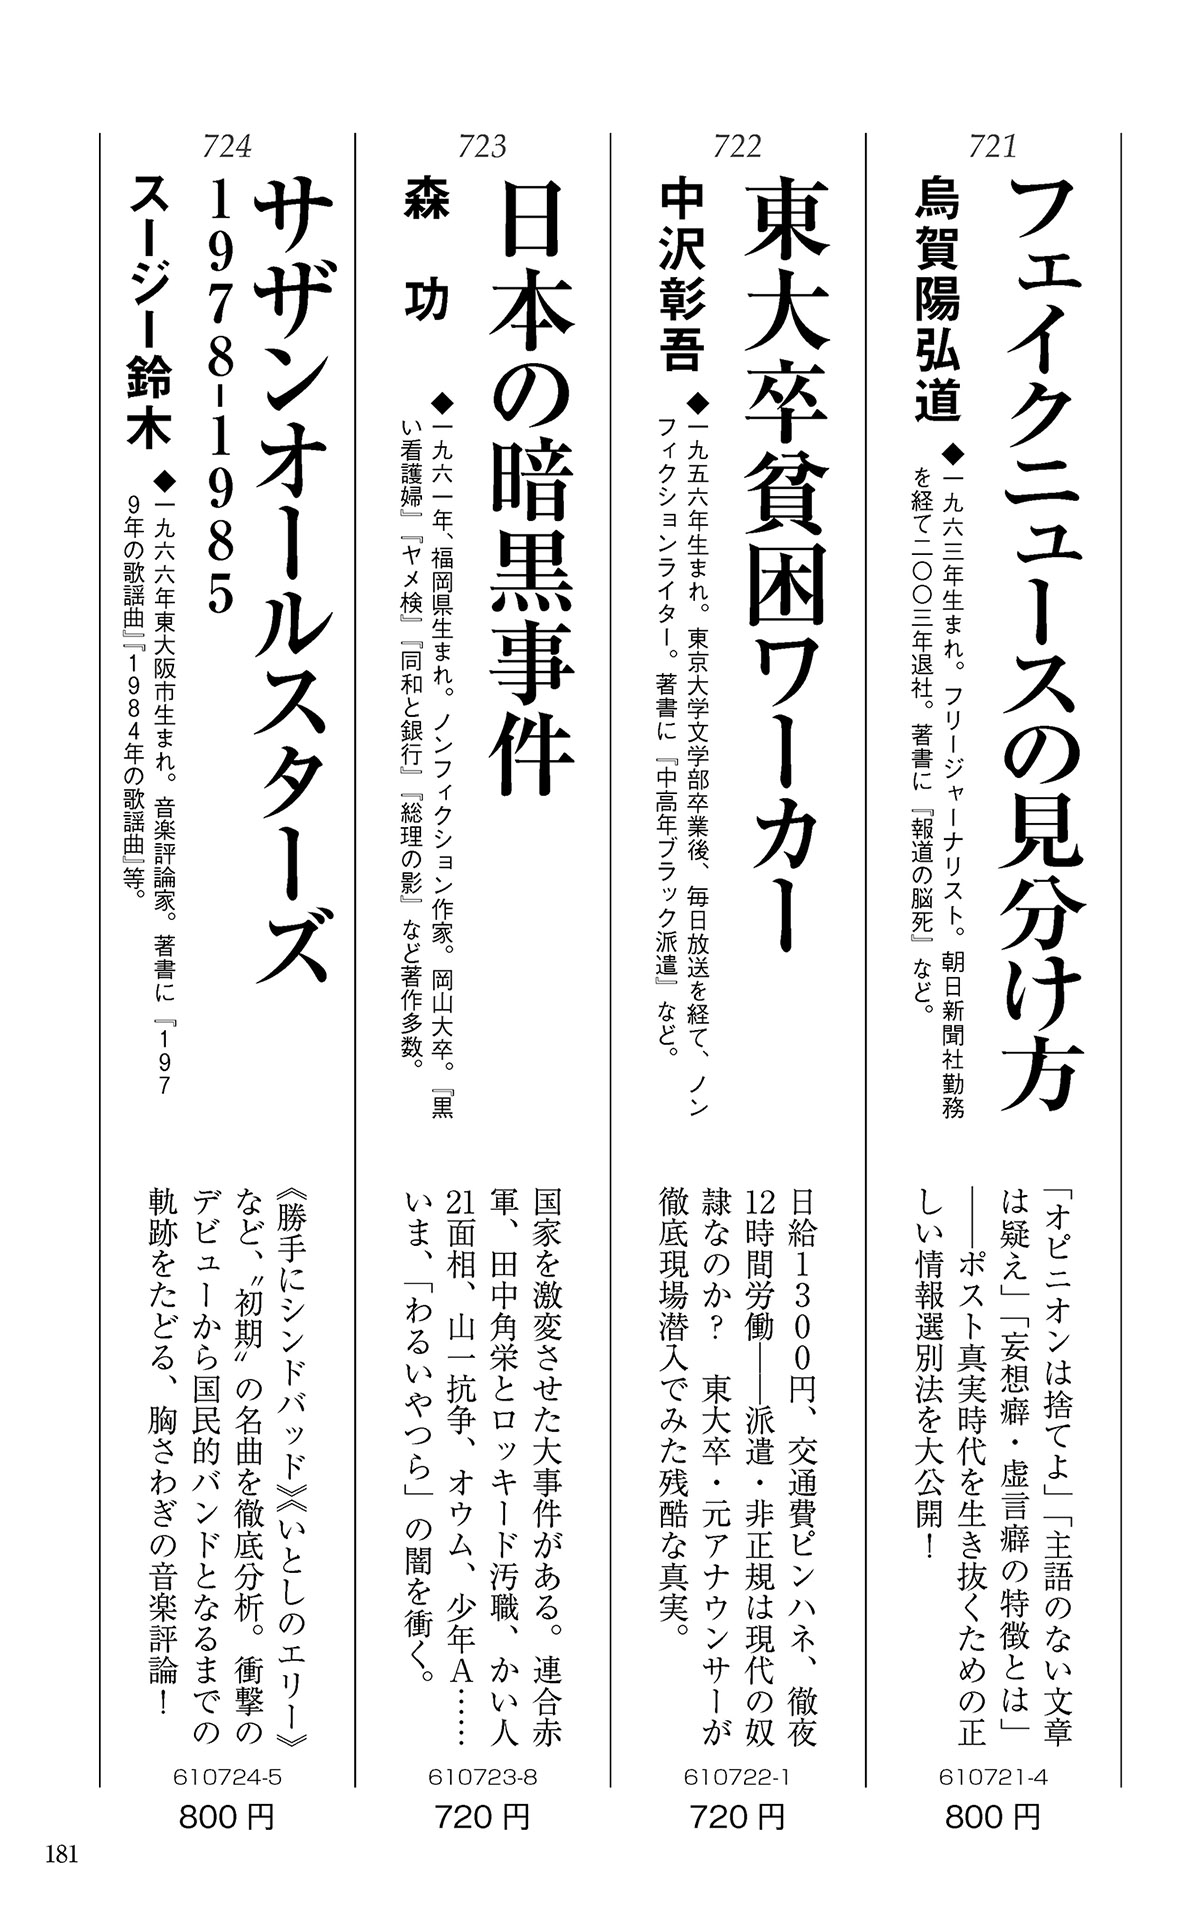 721
フェイクニュースの見分け方
烏賀陽弘道
◆一九六三年生まれ。フリージャーナリスト。朝日新聞社勤務
を経て二〇〇三年退社。著書に『報道の脳死』など。
「オピニオンは捨てよ」「主語のない文章
は疑え」「妄想癖・虚言癖の特徴とは」
――ポスト真実時代を生き抜くための正
しい情報選別法を大公開！
610721-4
800円
722
東大卒貧困ワーカー
中沢彰吾
◆一九五六年生まれ。東京大学文学部卒業後、毎日放送を経て、ノン
フィクションライター。著書に『中高年ブラック派遣』など。
日給1300円、交通費ピンハネ、徹夜
12時間労働――派遣・非正規は現代の奴
隷なのか？　東大卒・元アナウンサーが
徹底現場潜入でみた残酷な真実。
610722-1
720円
723
日本の暗黒事件
森　功
◆一九六一年、福岡県生まれ。ノンフィクション作家。岡山大卒。『黒
い看護婦』『ヤメ検』『同和と銀行』『総理の影』など著作多数。
国家を激変させた大事件がある。連合赤
軍、田中角栄とロッキード汚職、かい人
21面相、山一抗争、オウム、少年A……
いま、「わるいやつら」の闇を衝く。
610723-8
720円
724
サザンオールスターズ
1978-1985
スージー鈴木
◆一九六六年東大阪市生まれ。音楽評論家。著書に『197
9年の歌謡曲』『1984年の歌謡曲』等。
《勝手にシンドバッド》《いとしのエリー》
など、〝初期〟の名曲を徹底分析。衝撃の
デビューから国民的バンドとなるまでの
軌跡をたどる、胸さわぎの音楽評論！
610724-5
800円
181